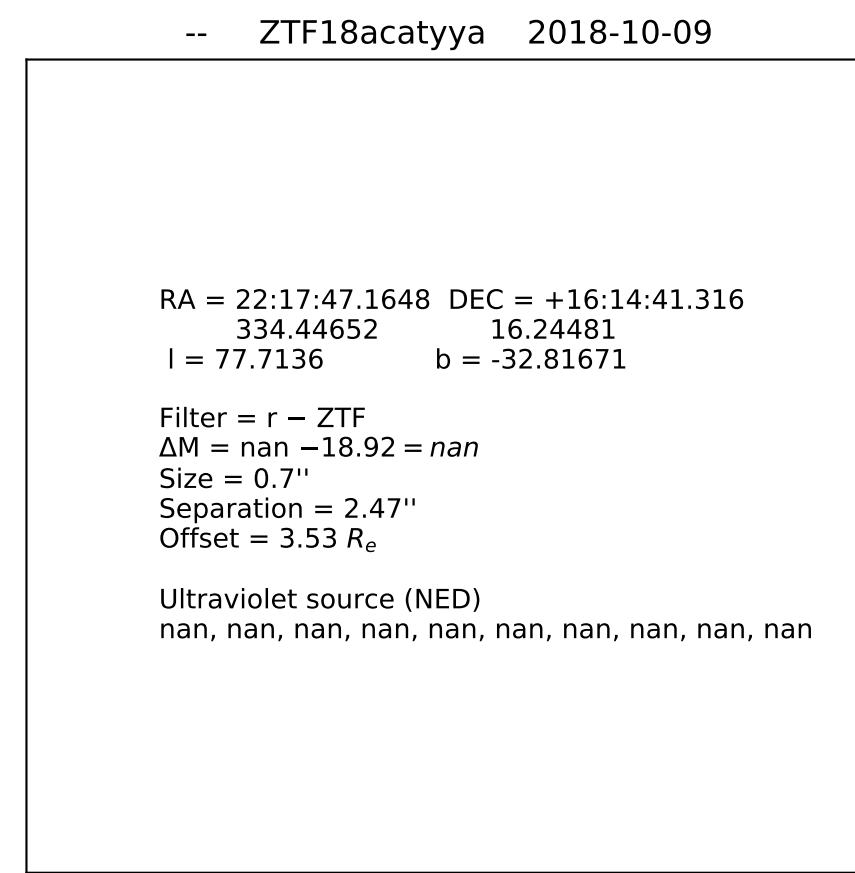 -- ZTF18acatyya 2018-10-09
RA = 22:17:47.1648 DEC = +16:14:41.316
334.44652 16.24481
l = 77.7136 b = -32.81671
Filter = r − ZTF
ΔM = nan −18.92 = nan
Size = 0.7''
Separation = 2.47''
Offset = 3.53 Re
Ultraviolet source (NED)
nan, nan, nan, nan, nan, nan, nan, nan, nan, nan